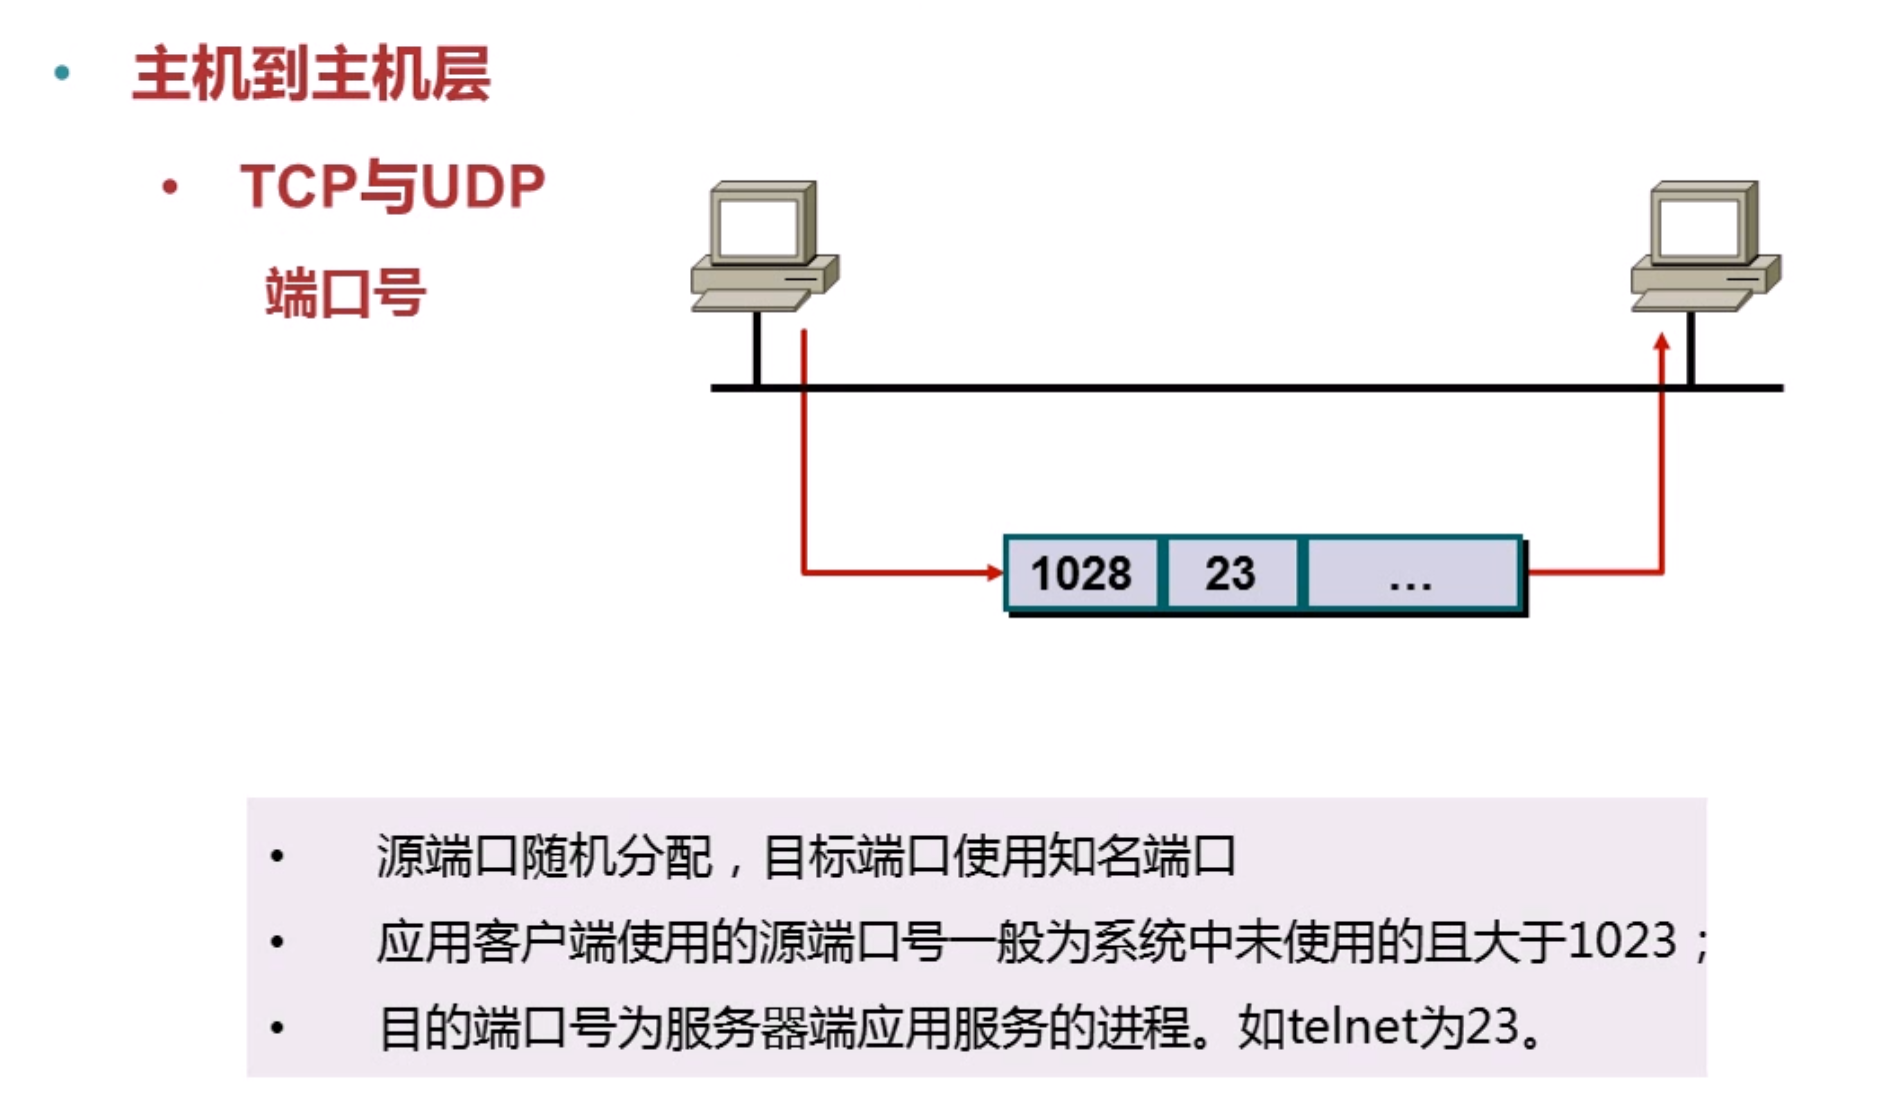 主机到主机层
TCP与UDP
端口号
1028 23 ...
源端口随机分配，目标端口使用知名端口
应用客户端使用的源端口号一般为系统中未使用的且大于1023；
目的端口号为服务器端应用服务的进程。如telnet为23。